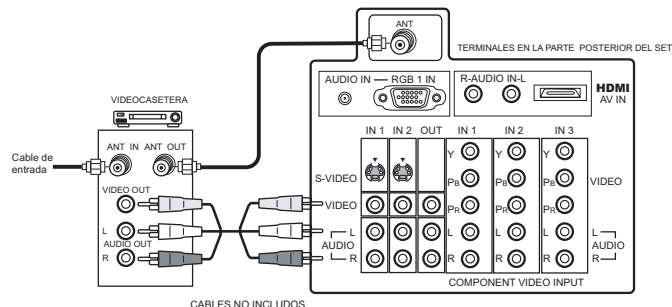 ANT
TERMINALES EN LA PARTE POSTERIOR DEL SET
AUDIO IN RGB 1 IN
R-AUDIO IN-L
HDMI
AV IN
VIDEOCASETERA
ANT IN ANT OUT
Cable de
entrada
VIDEO OUT
L
AUDIO OUT
R
IN 1 IN 2 OUT IN 1 IN 2 IN 3
S-VIDEO
Y Y Y
PB PB PB
VIDEO
VIDEO
PR PR PR
L L L L L
AUDIO AUDIO
R R R R R
COMPONENT VIDEO INPUT
CABLES NO INCLUIDOS